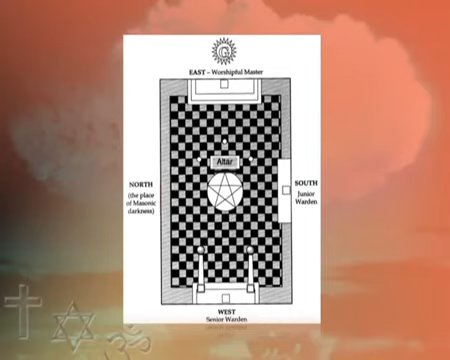 G
EAST – Worshipful Master
Altar
NORTH
(the place
of Masonic
darkness)
SOUTH
Junior
Warden
WEST
Senior Warden
ॐ